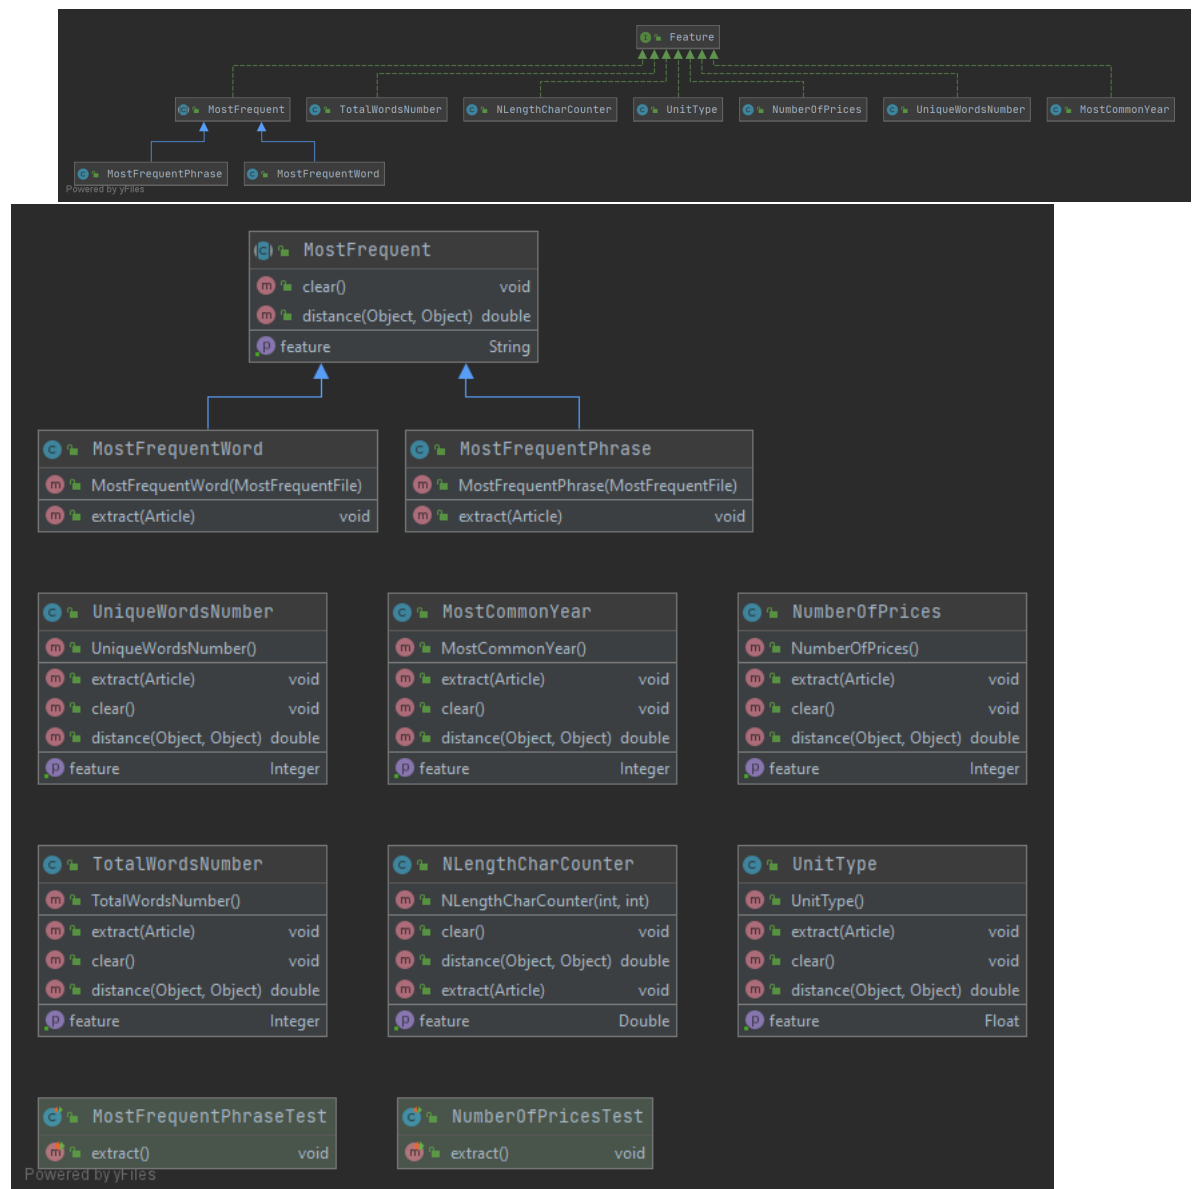 Feature
MostFrequent
TotalWordsNumber
NLengthCharCounter
UnitType
NumberOfPrices
UniqueWordsNumber
MostCommonYear
MostFrequentPhrase
MostFrequentWord
Powered by yFiles
MostFrequent
clear() void
distance(Object, Object) double
feature String
MostFrequentWord
MostFrequentWord(MostFrequentFile)
extract(Article) void
MostFrequentPhrase
MostFrequentPhrase(MostFrequentFile)
extract(Article) void
UniqueWordsNumber
UniqueWordsNumber()
extract(Article) void
clear() void
distance(Object, Object) double
feature Integer
MostCommonYear
MostCommonYear()
extract(Article) void
clear() void
distance(Object, Object) double
feature Integer
NumberOfPrices
NumberOfPrices()
extract(Article) void
clear() void
distance(Object, Object) double
feature Integer
TotalWordsNumber
TotalWordsNumber()
extract(Article) void
clear() void
distance(Object, Object) double
feature Integer
NLengthCharCounter
NLengthCharCounter(int, int)
clear() void
distance(Object, Object) double
extract(Article) void
feature Double
UnitType
UnitType()
extract(Article) void
clear() void
distance(Object, Object) double
feature Float
MostFrequentPhraseTest
extract() void
NumberOfPricesTest
extract() void
Powered by yFiles